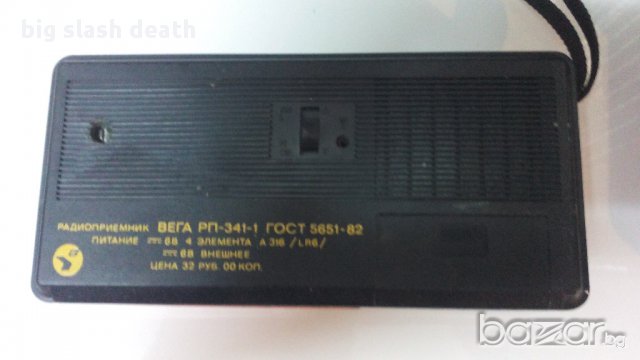 big slash death
РАДИОПРИЕМНИК ВЕГА РП-341-1 ГОСТ 5651-82
ПИТАНИЕ ⎓ 6В 4 ЭЛЕМЕНТА А 316 /LR6/
⎓ 6В ВНЕШНЕЕ
ЦЕНА 32 РУБ. 00 КОП.
bazar.bg